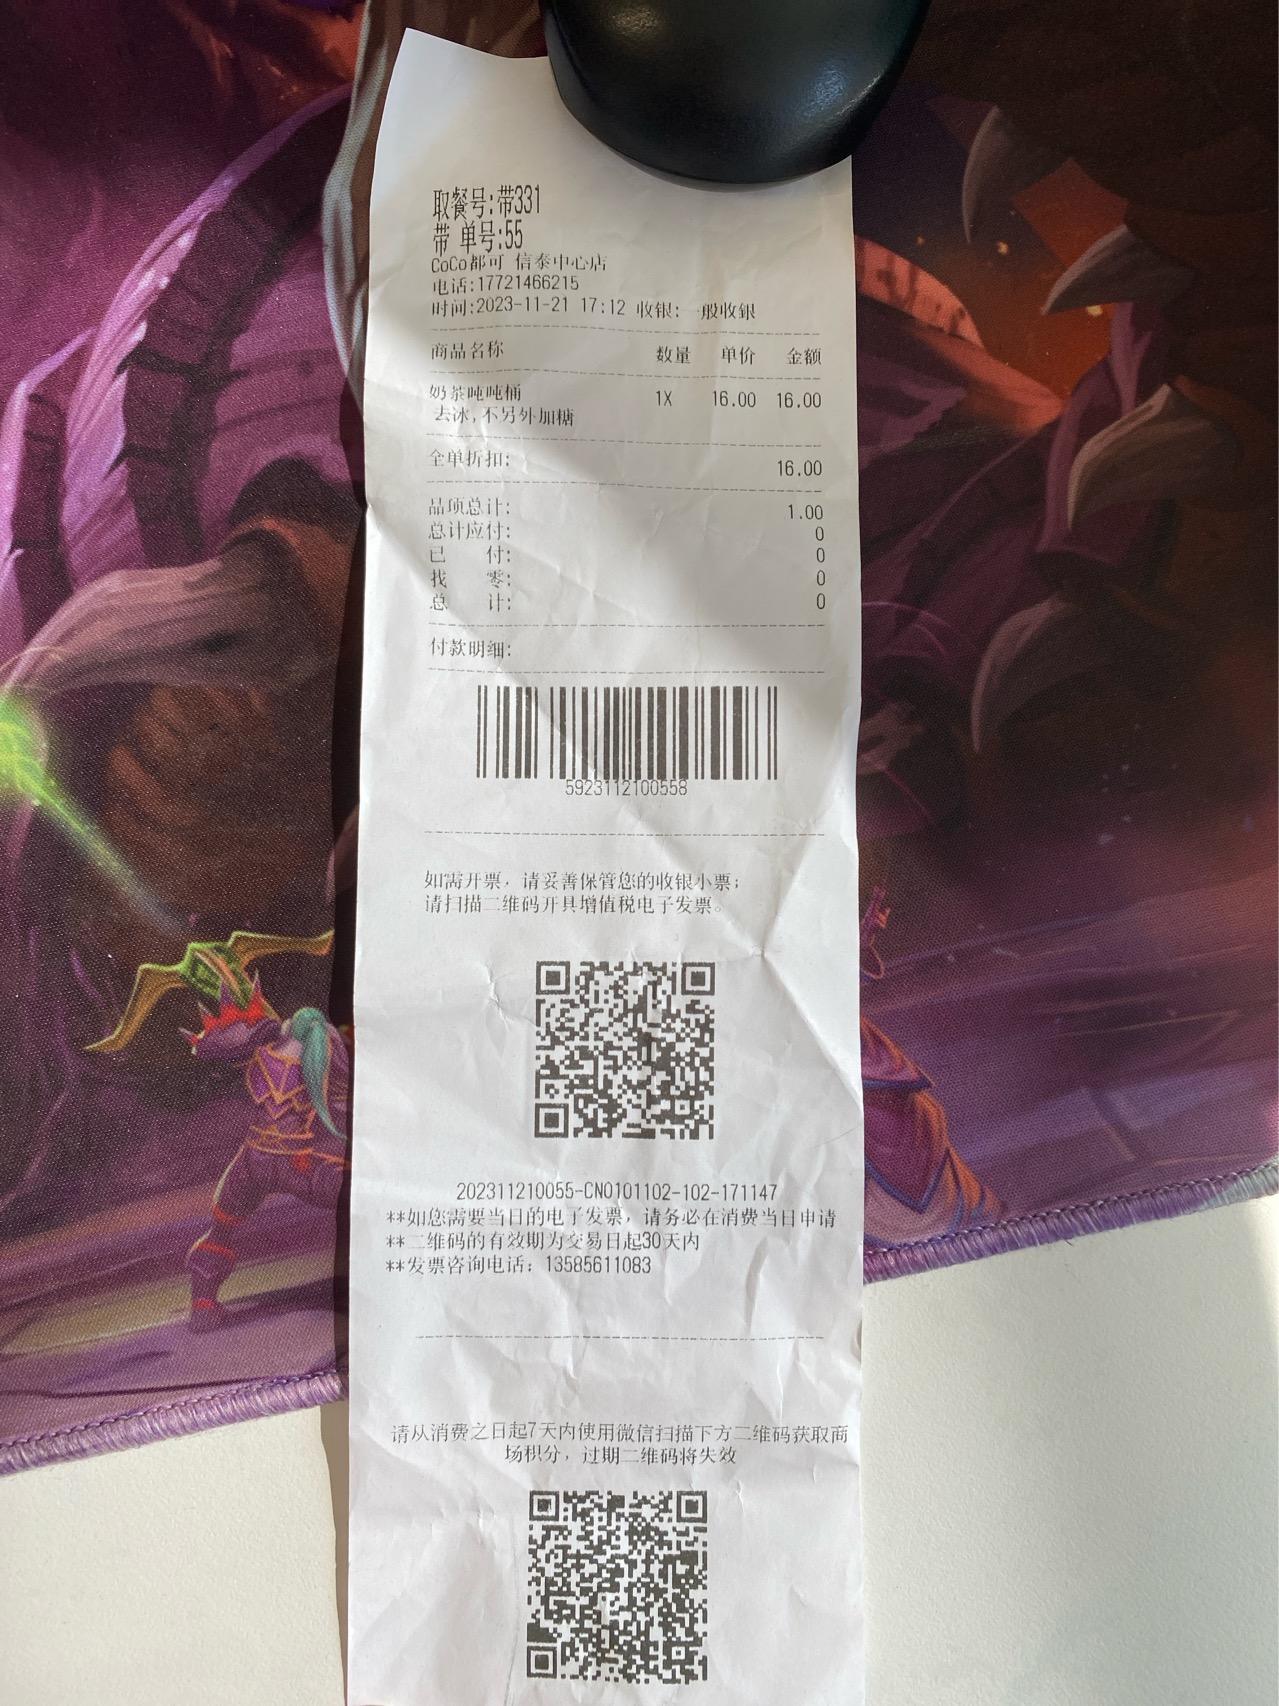 取餐号:带331
带 单号:55
CoCo都可 信泰中心店
电话:17721466215
时间:2023-11-21 17:12 收银: 一般收银
商品名称 数量 单价 金额
奶茶吨吨桶 1X 16.00 16.00
去冰,不另外加糖
全单折扣: 16.00
品项总计: 1.00
总计应付: 0
已 付: 0
找 零: 0
总 计: 0
付款明细:
5923112100558
如需开票，请妥善保管您的收银小票；
请扫描二维码开具增值税电子发票。
202311210055-CN0101102-102-171147
**如您需要当日的电子发票，请务必在消费当日申请
**二维码的有效期为交易日起30天内
**发票咨询电话：13585611083
请从消费之日起7天内使用微信扫描下方二维码获取商
场积分，过期二维码将失效